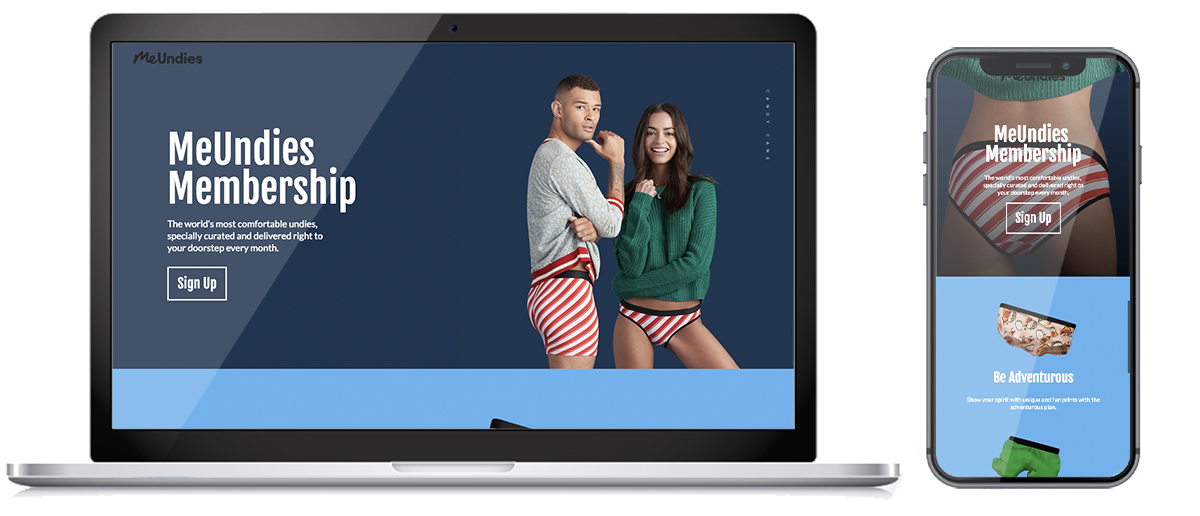 MeUndies
CANDY CANE
MeUndies
Membership
The world's most comfortable undies,
specially curated and delivered right to
your doorstep every month.
Sign Up
MeUndies
MeUndies
Membership
The world's most comfortable undies,
specially curated and delivered right to
your doorstep every month.
Sign Up
Be Adventurous
Show your spirit with unique and fun prints with the
adventurous plan.